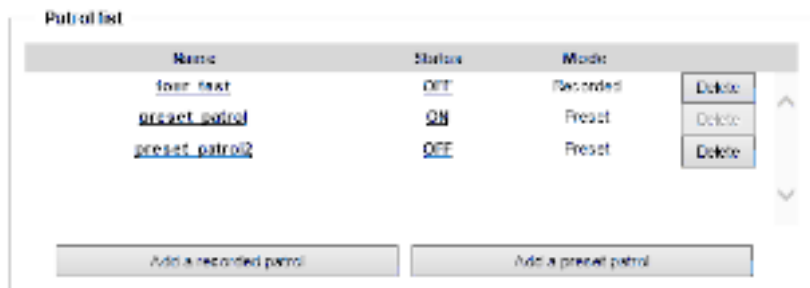 Patrol list
Name Status Mode
tour_test OFF Recorded Delete
preset_patrol ON Preset Delete
preset_patrol2 OFF Preset Delete
Add a recorded patrol Add a preset patrol